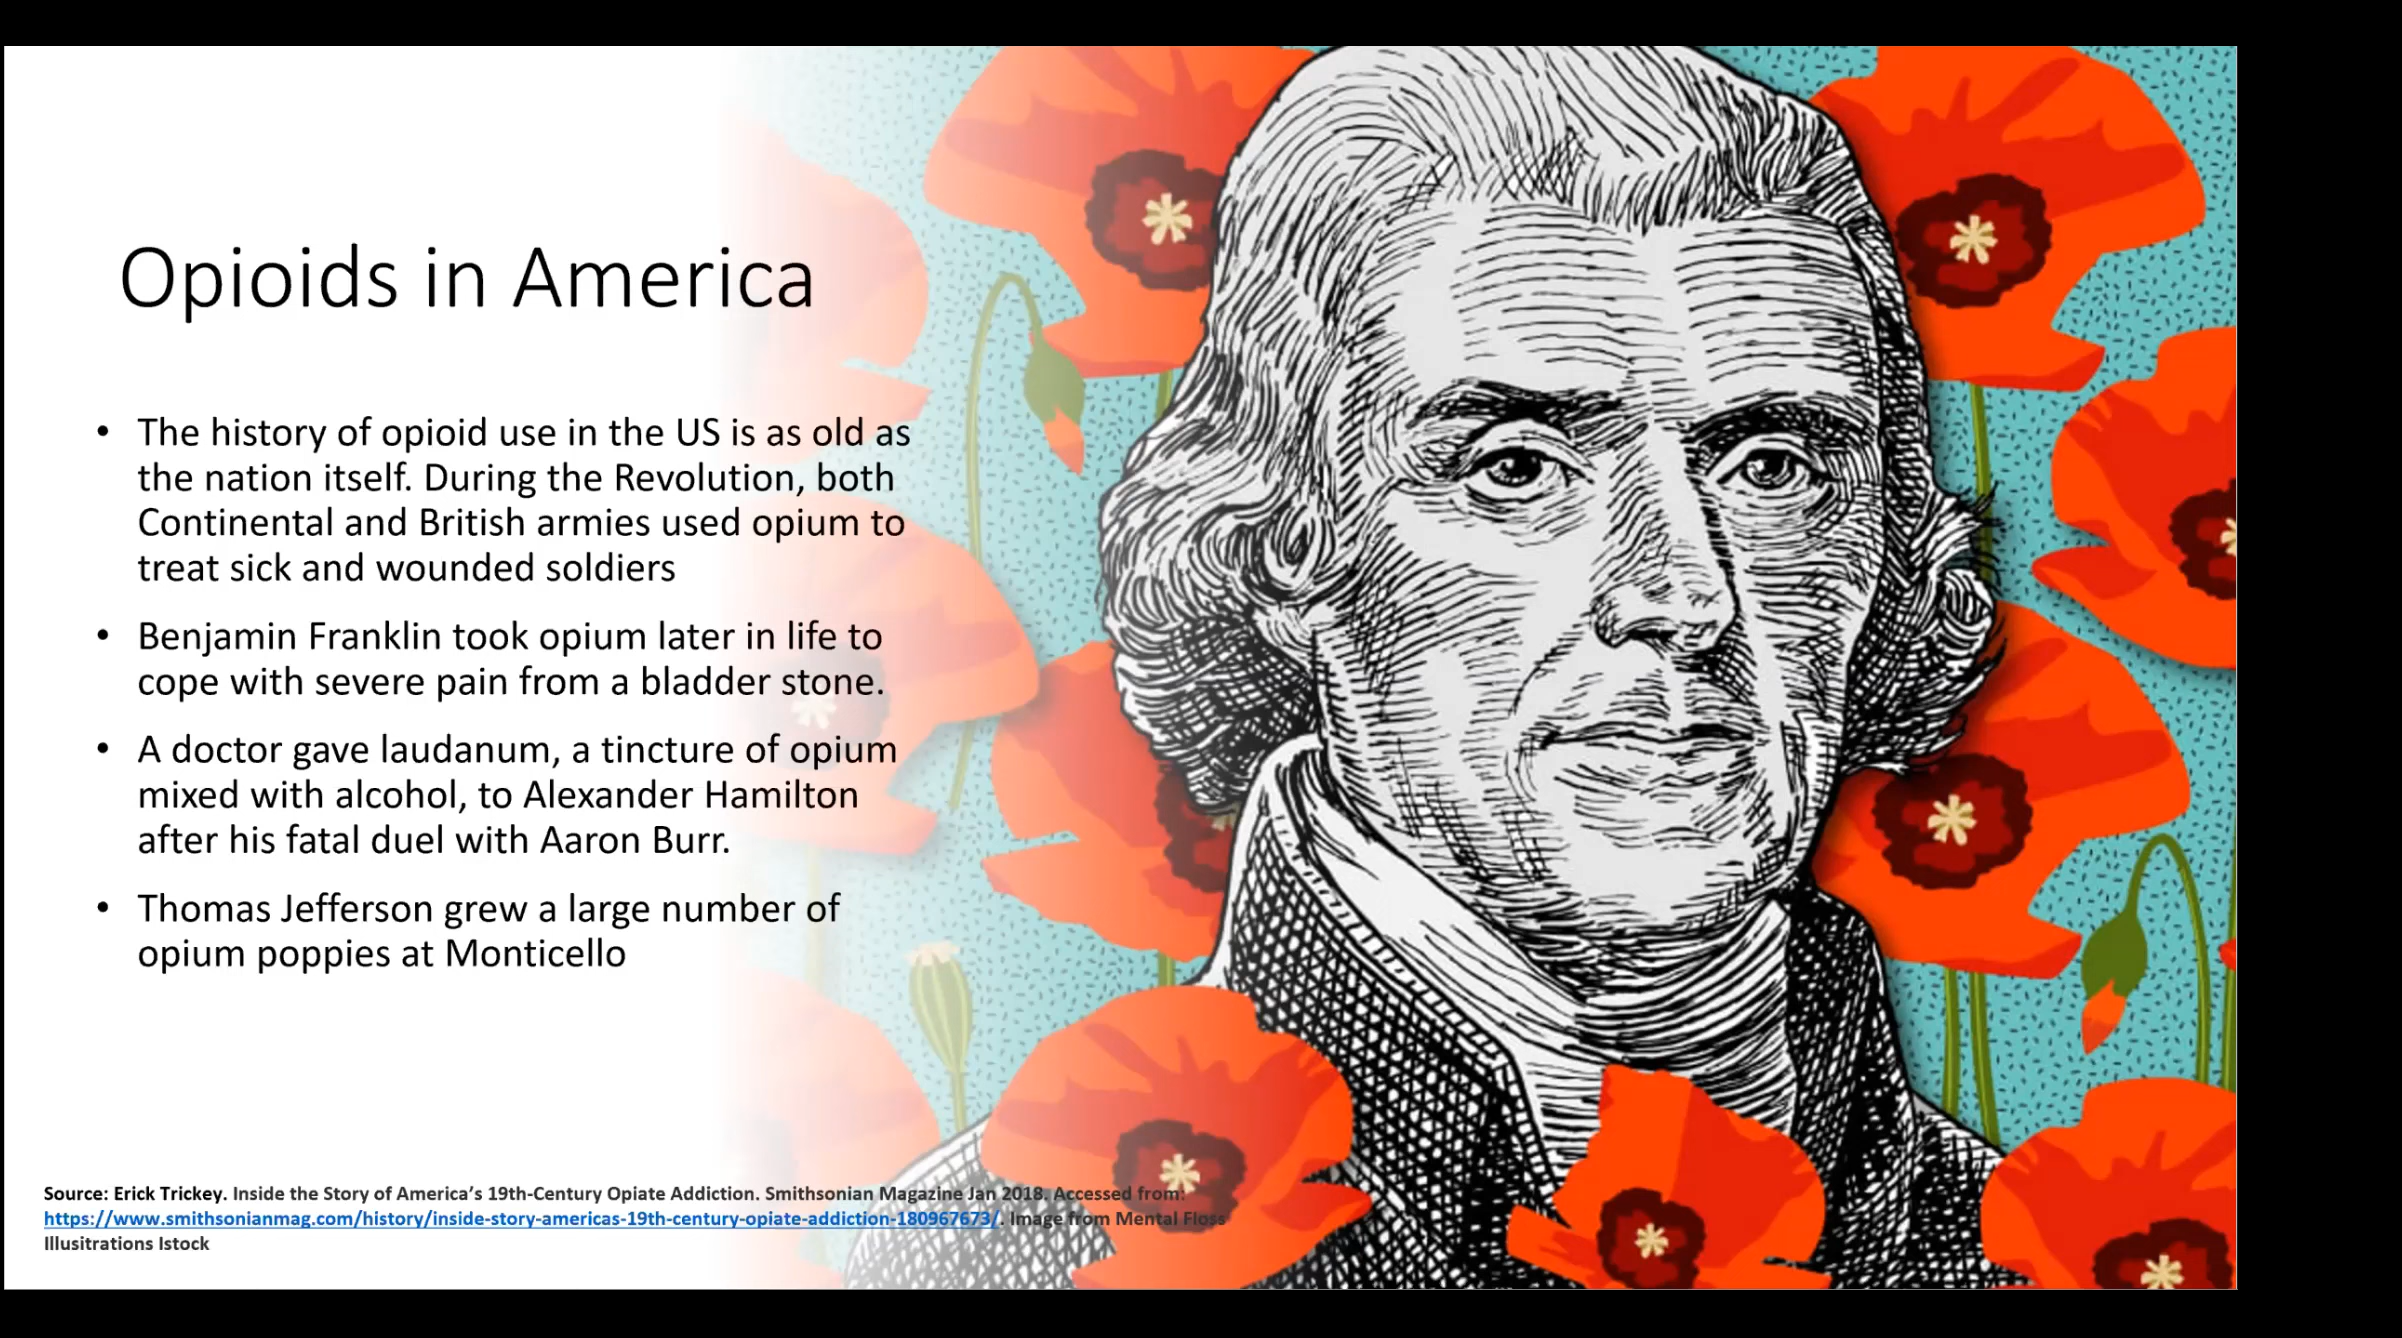 Opioids in America
• The history of opioid use in the US is as old as
the nation itself. During the Revolution, both
Continental and British armies used opium to
treat sick and wounded soldiers
• Benjamin Franklin took opium later in life to
cope with severe pain from a bladder stone.
• A doctor gave laudanum, a tincture of opium
mixed with alcohol, to Alexander Hamilton
after his fatal duel with Aaron Burr.
• Thomas Jefferson grew a large number of
opium poppies at Monticello
Source: Erick Trickey. Inside the Story of America’s 19th-Century Opiate Addiction. Smithsonian Magazine Jan 2018. Accessed from:
https://www.smithsonianmag.com/history/inside-story-americas-19th-century-opiate-addiction-180967673/. Image from Mental Floss
Illusitrations Istock